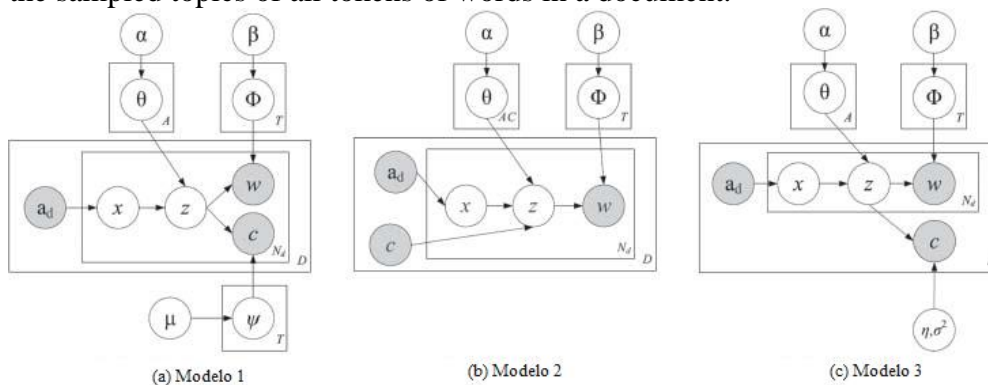 the sampled topics of all tokens of words in a document.
α β α β α β
θ Φ θ Φ θ Φ
A T AC T A T
a_d x z w a_d x z w a_d x z w
c N_d D c N_d D N_d c
μ ψ T η,σ²
(a) Modelo 1 (b) Modelo 2 (c) Modelo 3